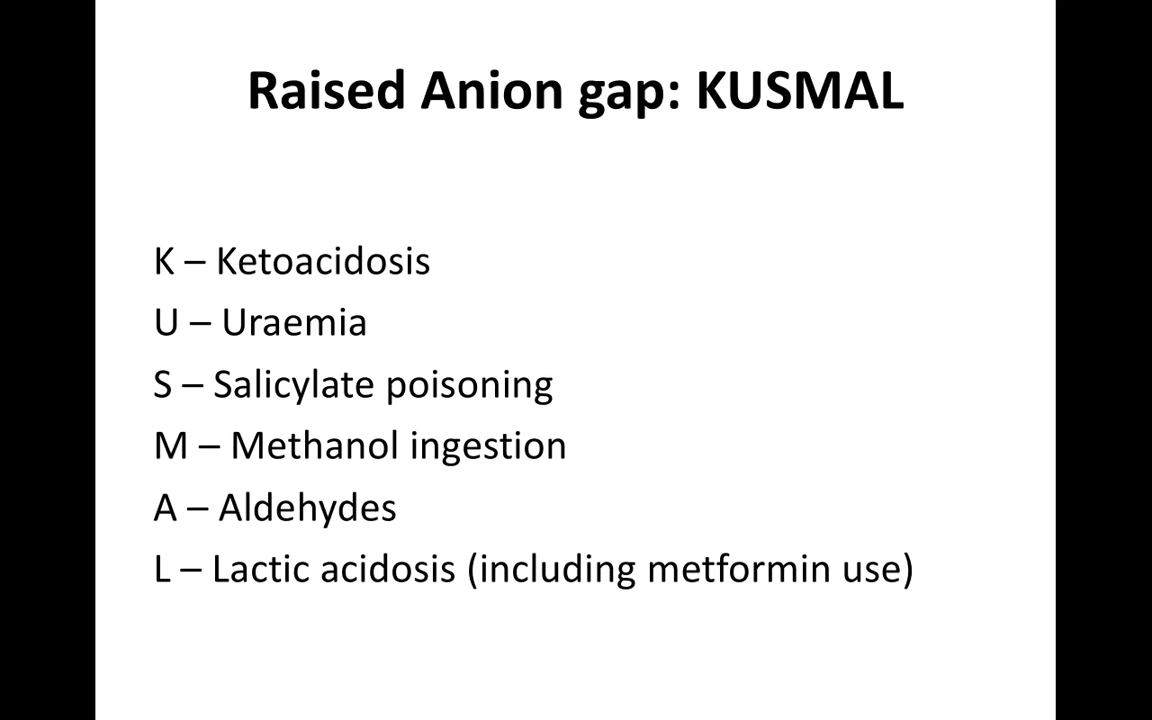 Raised Anion gap: KUSMAL
K – Ketoacidosis
U – Uraemia
S – Salicylate poisoning
M – Methanol ingestion
A – Aldehydes
L – Lactic acidosis (including metformin use)